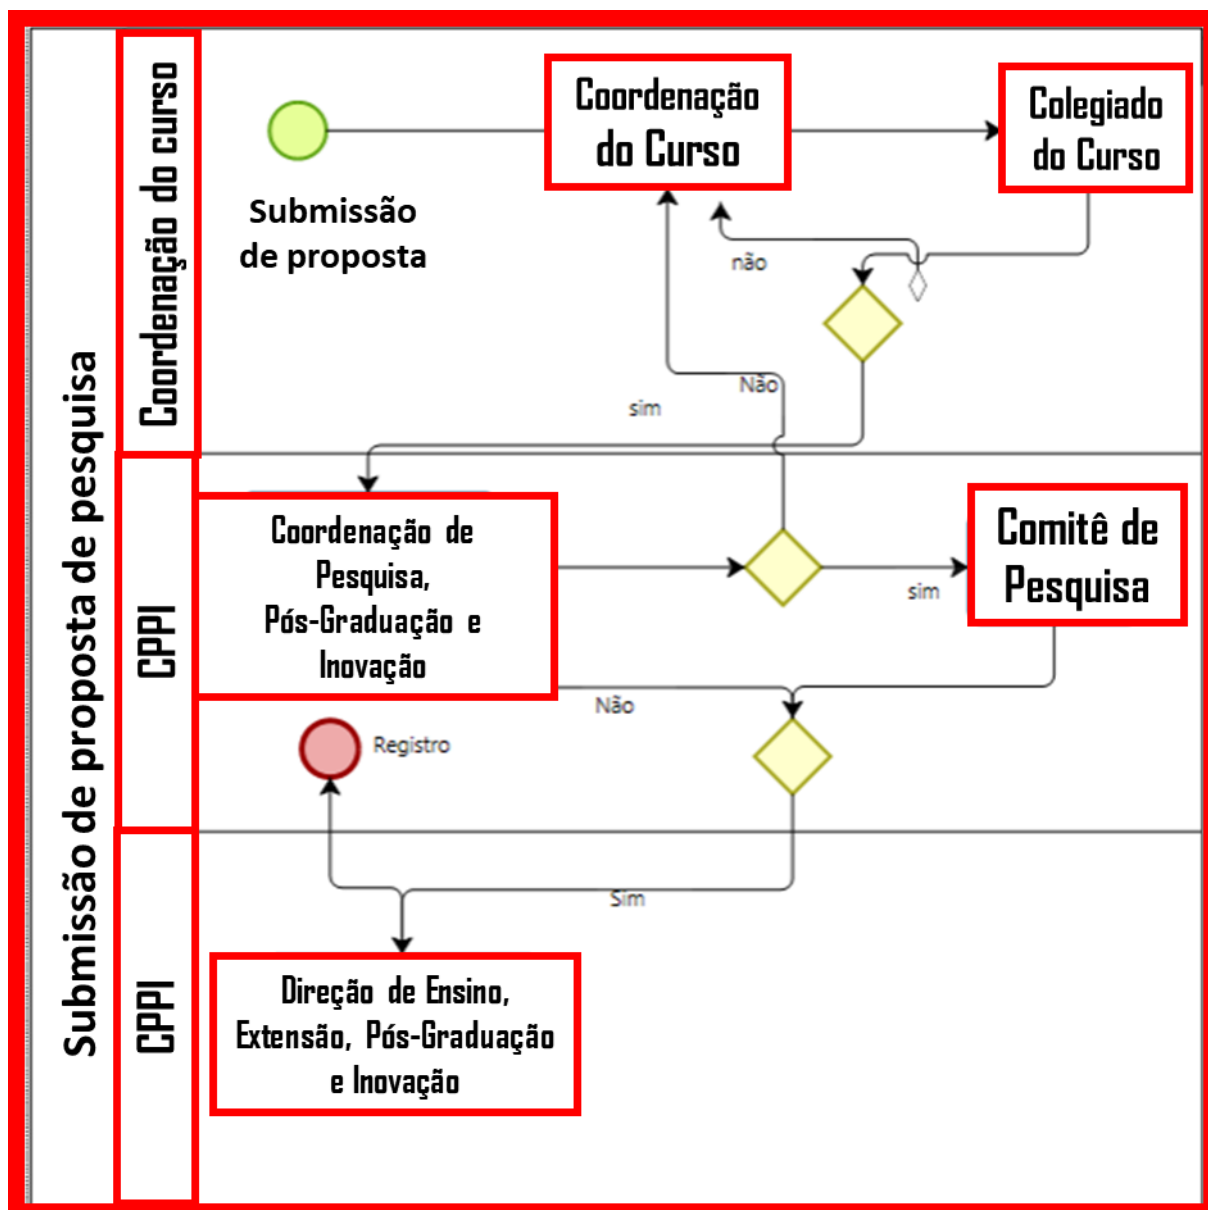 Submissão de proposta de pesquisa
Coordenação do curso
Submissão
de proposta
Coordenação
do Curso
Colegiado
do Curso
não
Não
sim
CPPI
Coordenação de
Pesquisa,
Pós-Graduação e
Inovação
sim
Comitê de
Pesquisa
Não
Registro
CPPI
Sim
Direção de Ensino,
Extensão, Pós-Graduação
e Inovação